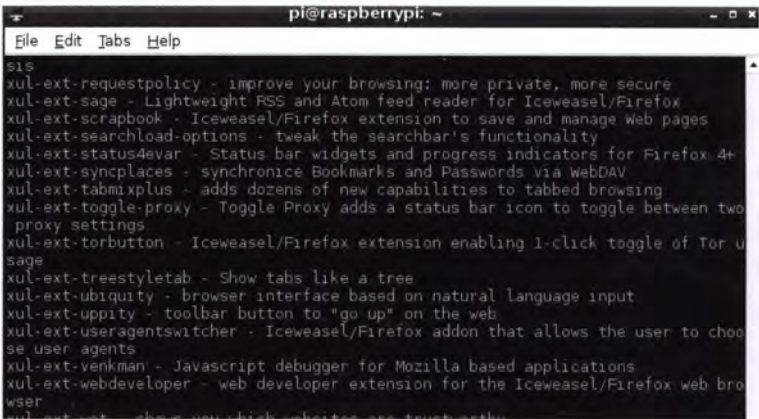 pi@raspberrypi: ~
File Edit Tabs Help
sis
xul-ext-requestpolicy - improve your browsing: more private, more secure
xul-ext-sage - Lightweight RSS and Atom feed reader for Iceweasel/Firefox
xul-ext-scrapbook - Iceweasel/Firefox extension to save and manage Web pages
xul-ext-searchload-options - tweak the searchbar's functionality
xul-ext-status4evar - Status bar widgets and progress indicators for Firefox 4+
xul-ext-syncplaces - synchronice Bookmarks and Passwords via WebDAV
xul-ext-tabmixplus - adds dozens of new capabilities to tabbed browsing
xul-ext-toggle-proxy - Toggle Proxy adds a status bar icon to toggle between two
proxy settings
xul-ext-torbutton - Iceweasel/Firefox extension enabling 1-click toggle of Tor u
sage
xul-ext-treestyletab - Show tabs like a tree
xul-ext-ubiquity - browser interface based on natural language input
xul-ext-uppity - toolbar button to "go up" on the web
xul-ext-useragentswitcher - Iceweasel/Firefox addon that allows the user to choo
se user agents
xul-ext-venkman - Javascript debugger for Mozilla based applications
xul-ext-webdeveloper - web developer extension for the Iceweasel/Firefox web bro
wser
xul-ext-wot - shows you which websites are trustworthy